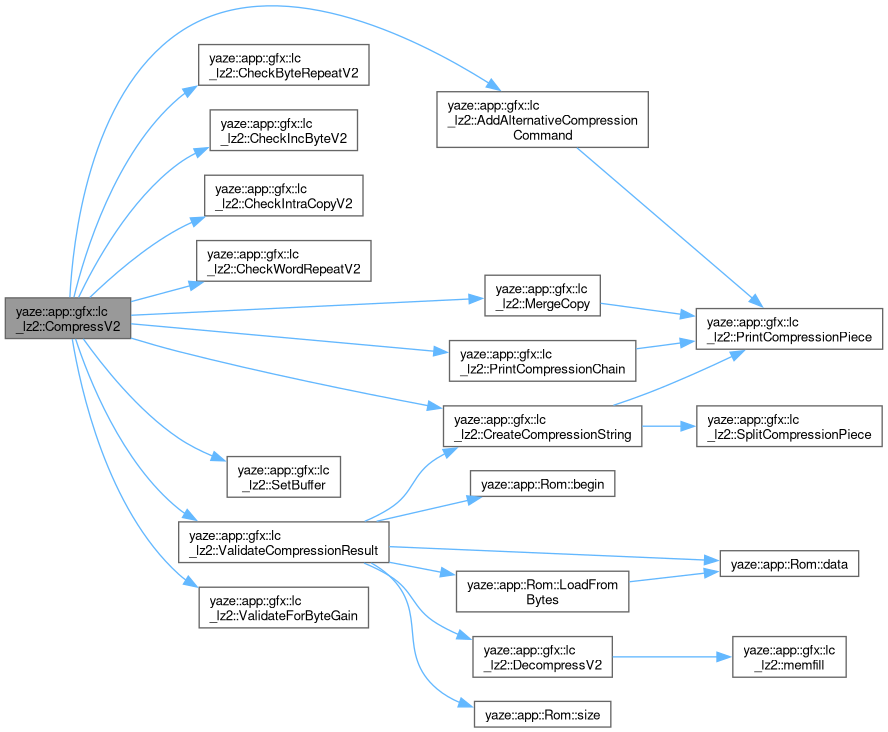 yaze::app::gfx::lc
_lz2::CompressV2
yaze::app::gfx::lc
_lz2::CheckByteRepeatV2
yaze::app::gfx::lc
_lz2::CheckIncByteV2
yaze::app::gfx::lc
_lz2::CheckIntraCopyV2
yaze::app::gfx::lc
_lz2::CheckWordRepeatV2
yaze::app::gfx::lc
_lz2::SetBuffer
yaze::app::gfx::lc
_lz2::ValidateCompressionResult
yaze::app::gfx::lc
_lz2::ValidateForByteGain
yaze::app::gfx::lc
_lz2::AddAlternativeCompression
Command
yaze::app::gfx::lc
_lz2::MergeCopy
yaze::app::gfx::lc
_lz2::PrintCompressionChain
yaze::app::gfx::lc
_lz2::CreateCompressionString
yaze::app::Rom::begin
yaze::app::Rom::LoadFrom
Bytes
yaze::app::gfx::lc
_lz2::DecompressV2
yaze::app::Rom::size
yaze::app::gfx::lc
_lz2::PrintCompressionPiece
yaze::app::gfx::lc
_lz2::SplitCompressionPiece
yaze::app::Rom::data
yaze::app::gfx::lc
_lz2::memfill